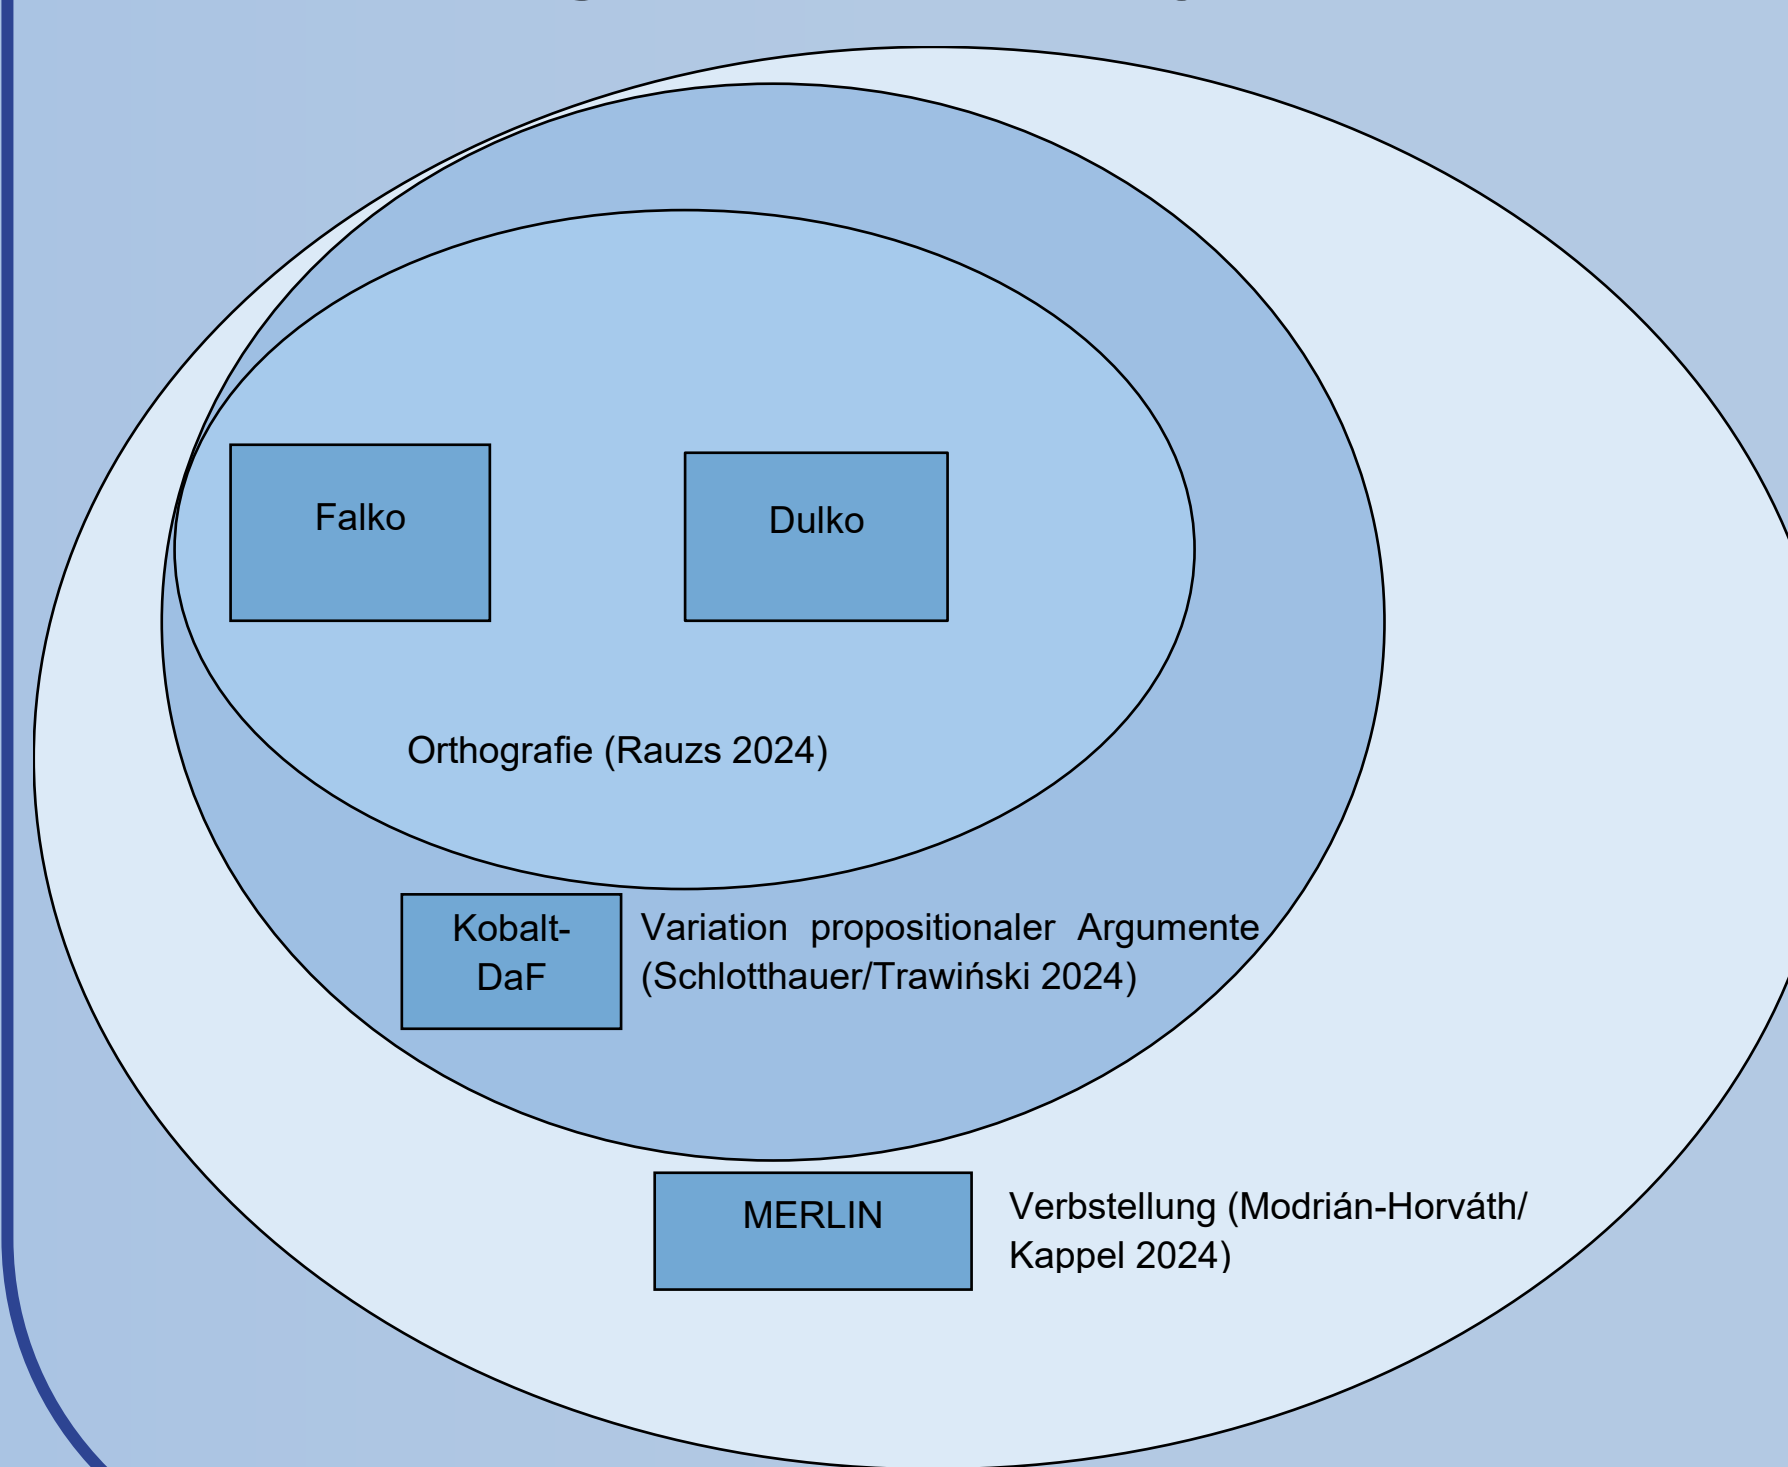 Falko
Dulko
Orthografie (Rauzs 2024)
Kobalt-
DaF
Variation propositionaler Argumente
(Schlotthauer/Trawiński 2024)
MERLIN
Verbstellung (Modrián-Horváth/
Kappel 2024)